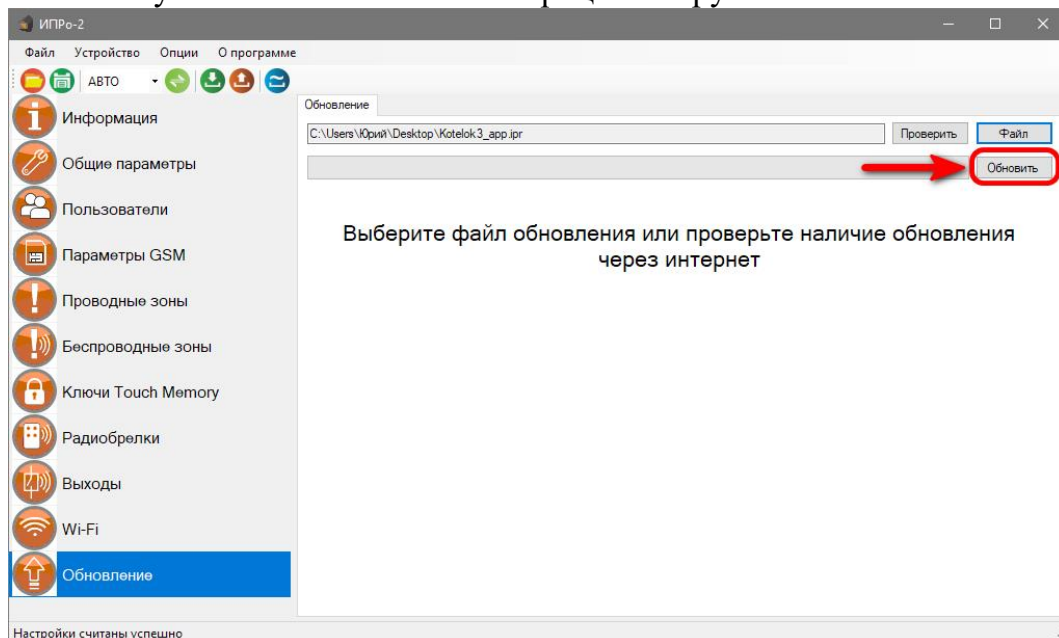 ИПРо-2
Файл Устройство Опции О программе
АВТО
Информация
Общие параметры
Пользователи
Параметры GSM
Проводные зоны
Беспроводные зоны
Ключи Touch Memory
Радиобрелки
Выходы
Wi-Fi
Обновление
Обновление
C:\Users\Юрий\Desktop\Kotelok3_app.ipr Проверить Файл
Обновить
Выберите файл обновления или проверьте наличие обновления
через интернет
Настройки считаны успешно